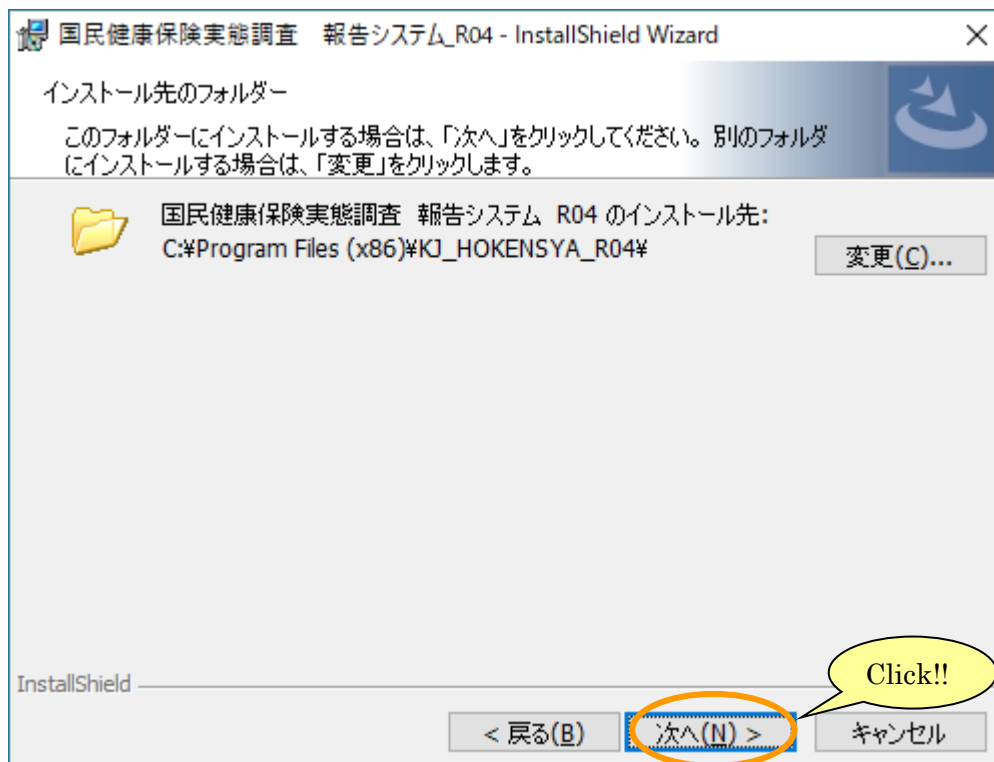 国民健康保険実態調査　報告システム_R04 - InstallShield Wizard
インストール先のフォルダー
このフォルダーにインストールする場合は、「次へ」をクリックしてください。別のフォルダ
にインストールする場合は、「変更」をクリックします。
国民健康保険実態調査 報告システム R04 のインストール先:
C:¥Program Files (x86)¥KJ_HOKENSYA_R04¥
変更(C)...
Click!!
InstallShield
< 戻る(B)
次へ(N) >
キャンセル